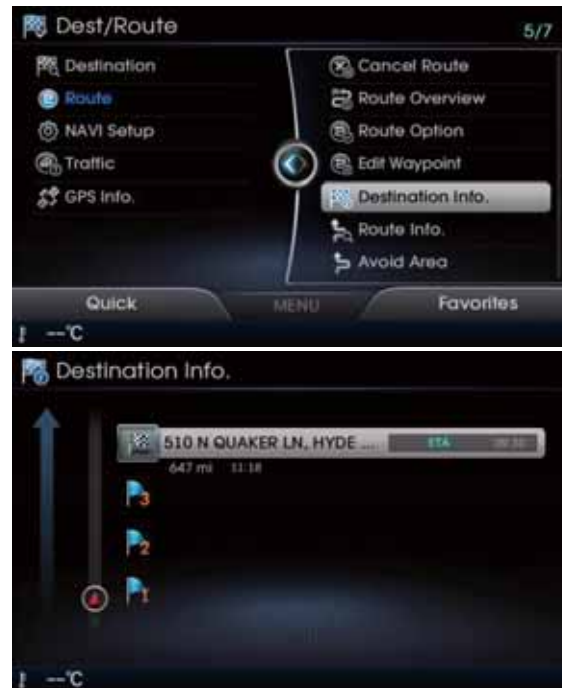 Dest/Route
5/7
Destination
Route
NAVI Setup
Traffic
GPS Info.
Cancel Route
Route Overview
Route Option
Edit Waypoint
Destination Info.
Route Info.
Avoid Area
Quick
MENU
Favorites
--°C
Destination Info.
510 N QUAKER LN, HYDE ... ETA
647 mi 11:18
3
2
1
--°C